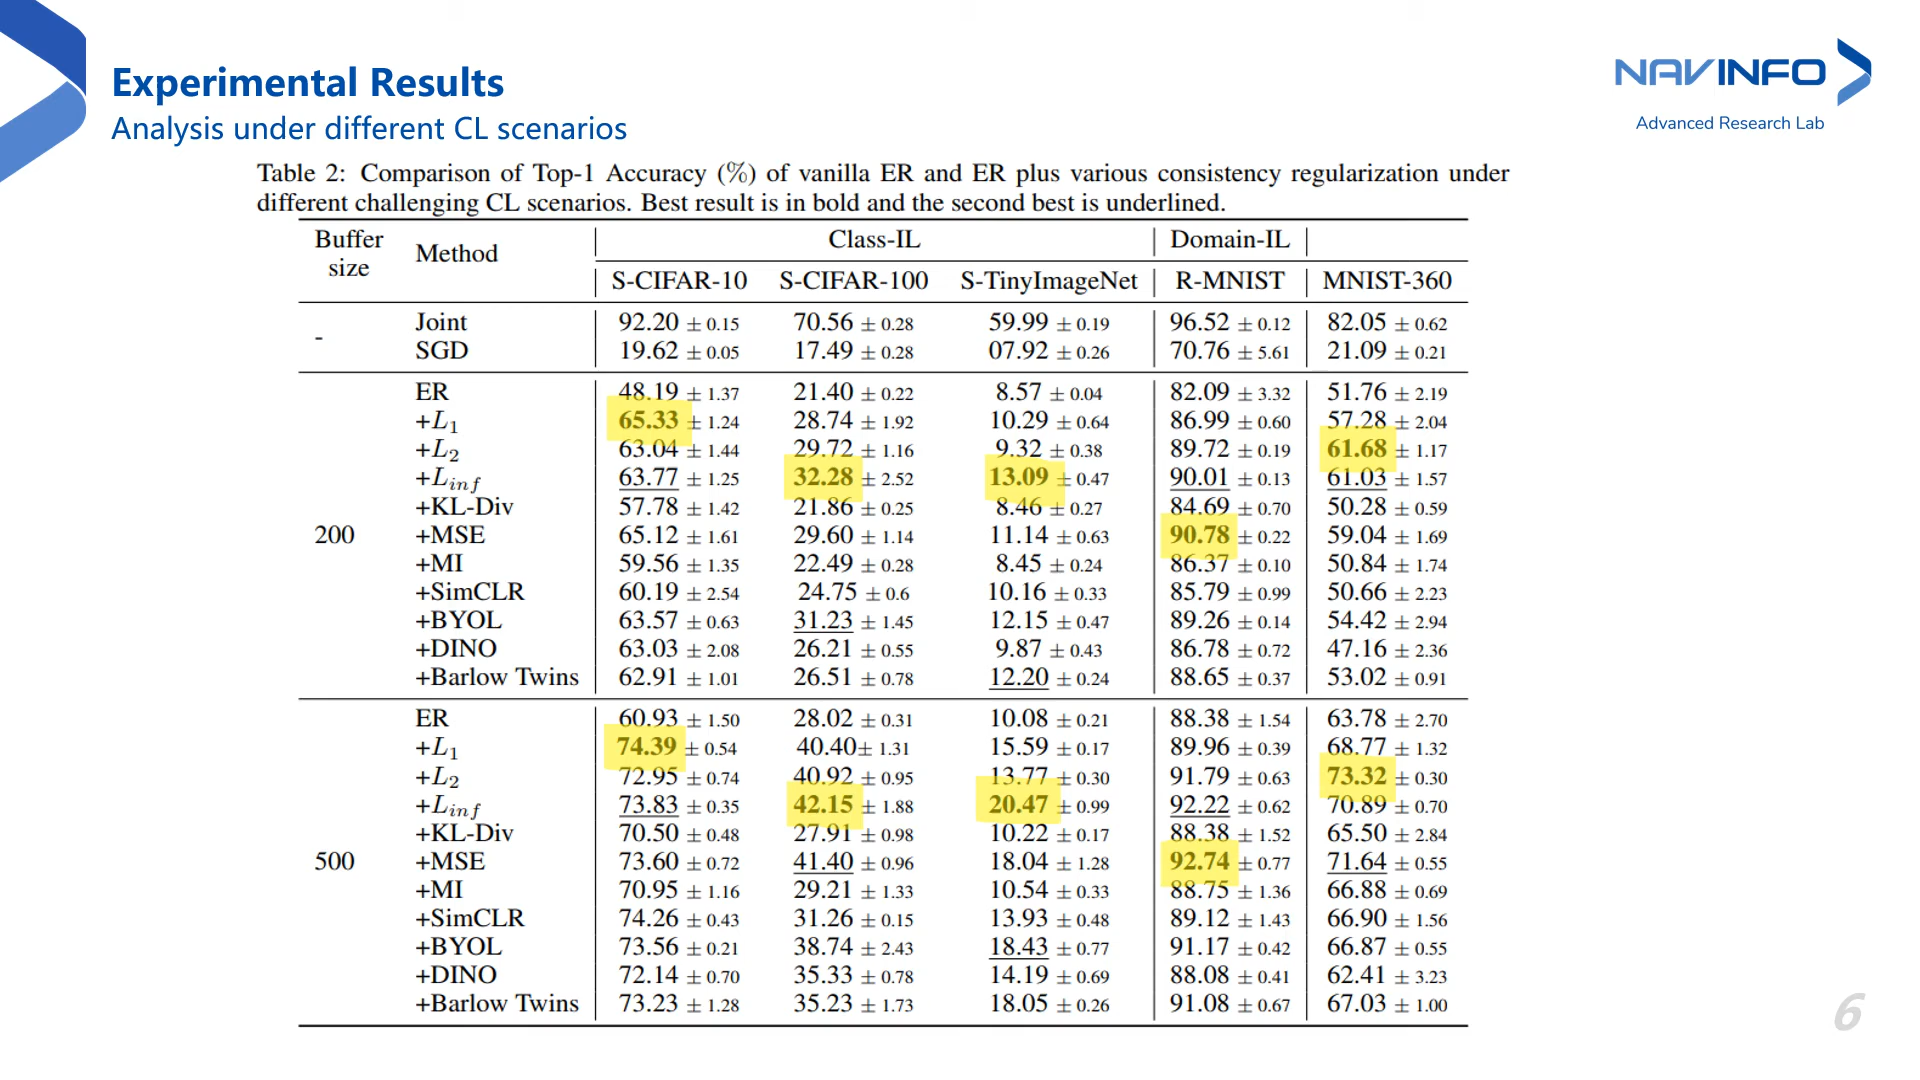 Experimental Results
Analysis under different CL scenarios
NAVINFO
Advanced Research Lab
Table 2: Comparison of Top-1 Accuracy (%) of vanilla ER and ER plus various consistency regularization under
different challenging CL scenarios. Best result is in bold and the second best is underlined.
Buffer size Method Class-IL Domain-IL
S-CIFAR-10 S-CIFAR-100 S-TinyImageNet R-MNIST MNIST-360
- Joint 92.20 ± 0.15 70.56 ± 0.28 59.99 ± 0.19 96.52 ± 0.12 82.05 ± 0.62
SGD 19.62 ± 0.05 17.49 ± 0.28 07.92 ± 0.26 70.76 ± 5.61 21.09 ± 0.21
ER 48.19 ± 1.37 21.40 ± 0.22 8.57 ± 0.04 82.09 ± 3.32 51.76 ± 2.19
+L1 65.33 ± 1.24 28.74 ± 1.92 10.29 ± 0.64 86.99 ± 0.60 57.28 ± 2.04
+L2 63.04 ± 1.44 29.72 ± 1.16 9.32 ± 0.38 89.72 ± 0.19 61.68 ± 1.17
+Linf 63.77 ± 1.25 32.28 ± 2.52 13.09 ± 0.47 90.01 ± 0.13 61.03 ± 1.57
+KL-Div 57.78 ± 1.42 21.86 ± 0.25 8.46 ± 0.27 84.69 ± 0.70 50.28 ± 0.59
200 +MSE 65.12 ± 1.61 29.60 ± 1.14 11.14 ± 0.63 90.78 ± 0.22 59.04 ± 1.69
+MI 59.56 ± 1.35 22.49 ± 0.28 8.45 ± 0.24 86.37 ± 0.10 50.84 ± 1.74
+SimCLR 60.19 ± 2.54 24.75 ± 0.6 10.16 ± 0.33 85.79 ± 0.99 50.66 ± 2.23
+BYOL 63.57 ± 0.63 31.23 ± 1.45 12.15 ± 0.47 89.26 ± 0.14 54.42 ± 2.94
+DINO 63.03 ± 2.08 26.21 ± 0.55 9.87 ± 0.43 86.78 ± 0.72 47.16 ± 2.36
+Barlow Twins 62.91 ± 1.01 26.51 ± 0.78 12.20 ± 0.24 88.65 ± 0.37 53.02 ± 0.91
ER 60.93 ± 1.50 28.02 ± 0.31 10.08 ± 0.21 88.38 ± 1.54 63.78 ± 2.70
+L1 74.39 ± 0.54 40.40± 1.31 15.59 ± 0.17 89.96 ± 0.39 68.77 ± 1.32
+L2 72.95 ± 0.74 40.92 ± 0.95 13.77 ± 0.30 91.79 ± 0.63 73.32 ± 0.30
+Linf 73.83 ± 0.35 42.15 ± 1.88 20.47 ± 0.99 92.22 ± 0.62 70.89 ± 0.70
+KL-Div 70.50 ± 0.48 27.91 ± 0.98 10.22 ± 0.17 88.38 ± 1.52 65.50 ± 2.84
500 +MSE 73.60 ± 0.72 41.40 ± 0.96 18.04 ± 1.28 92.74 ± 0.77 71.64 ± 0.55
+MI 70.95 ± 1.16 29.21 ± 1.33 10.54 ± 0.33 88.75 ± 1.36 66.88 ± 0.69
+SimCLR 74.26 ± 0.43 31.26 ± 0.15 13.93 ± 0.48 89.12 ± 1.43 66.90 ± 1.56
+BYOL 73.56 ± 0.21 38.74 ± 2.43 18.43 ± 0.77 91.17 ± 0.42 66.87 ± 0.55
+DINO 72.14 ± 0.70 35.33 ± 0.78 14.19 ± 0.69 88.08 ± 0.41 62.41 ± 3.23
+Barlow Twins 73.23 ± 1.28 35.23 ± 1.73 18.05 ± 0.26 91.08 ± 0.67 67.03 ± 1.00
6